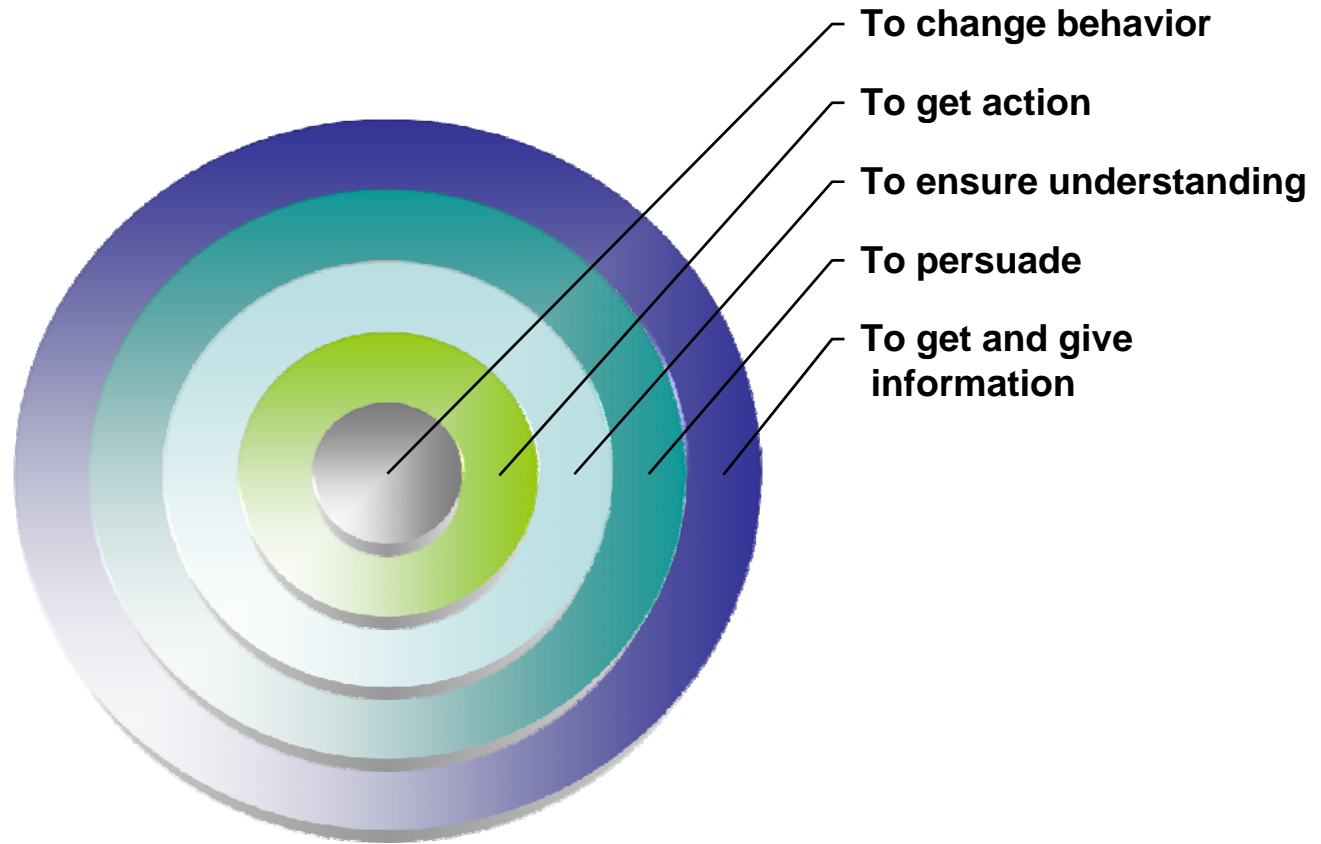 To change behavior
To get action
To ensure understanding
To persuade
To get and give
information